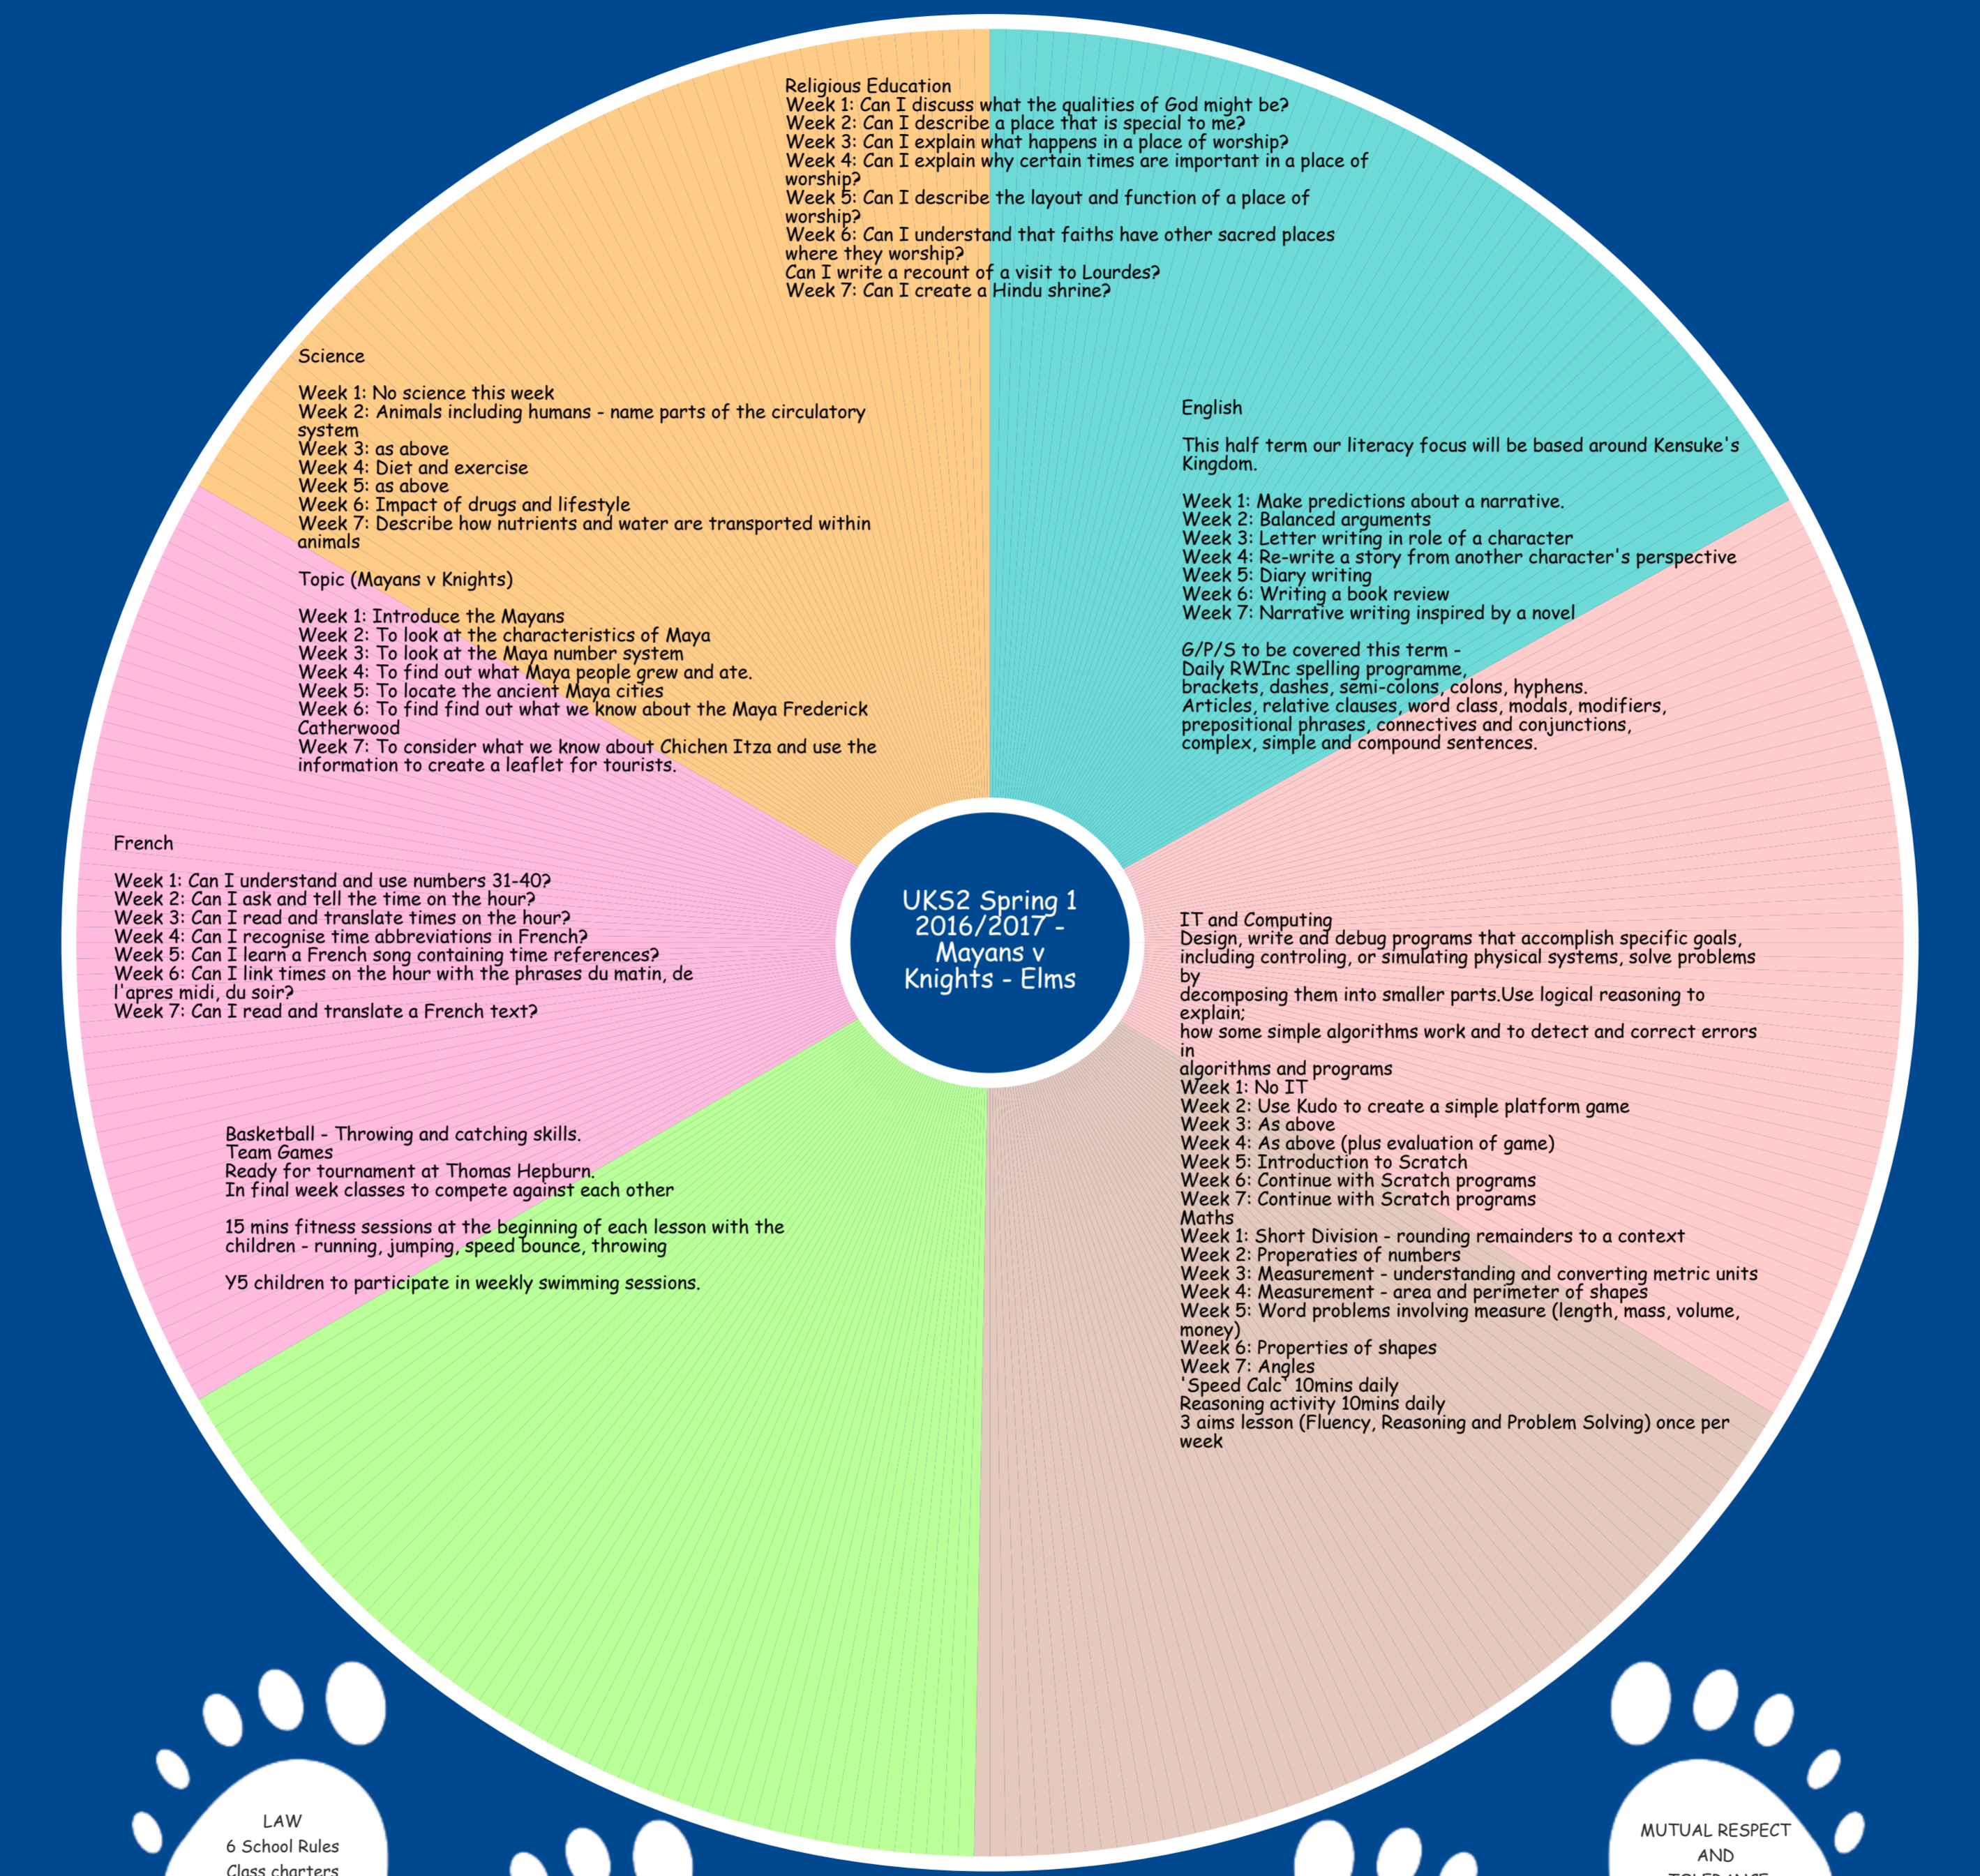 Religious Education
Week 1: Can I discuss what the qualities of God might be?
Week 2: Can I describe a place that is special to me?
Week 3: Can I explain what happens in a place of worship?
Week 4: Can I explain why certain times are important in a place of
worship?
Week 5: Can I describe the layout and function of a place of
worship?
Week 6: Can I understand that faiths have other sacred places
where they worship?
Can I write a recount of a visit to Lourdes?
Week 7: Can I create a Hindu shrine?
Science
Week 1: No science this week
Week 2: Animals including humans - name parts of the circulatory
system
Week 3: as above
Week 4: Diet and exercise
Week 5: as above
Week 6: Impact of drugs and lifestyle
Week 7: Describe how nutrients and water are transported within
animals
Topic (Mayans v Knights)
Week 1: Introduce the Mayans
Week 2: To look at the characteristics of Maya
Week 3: To look at the Maya number system
Week 4: To find out what Maya people grew and ate.
Week 5: To locate the ancient Maya cities
Week 6: To find find out what we know about the Maya Frederick
Catherwood
Week 7: To consider what we know about Chichen Itza and use the
information to create a leaflet for tourists.
English
This half term our literacy focus will be based around Kensuke's
Kingdom.
Week 1: Make predictions about a narrative.
Week 2: Balanced arguments
Week 3: Letter writing in role of a character
Week 4: Re-write a story from another character's perspective
Week 5: Diary writing
Week 6: Writing a book review
Week 7: Narrative writing inspired by a novel
G/P/S to be covered this term -
Daily RWInc spelling programme,
brackets, dashes, semi-colons, colons, hyphens.
Articles, relative clauses, word class, modals, modifiers,
prepositional phrases, connectives and conjunctions,
complex, simple and compound sentences.
French
Week 1: Can I understand and use numbers 31-40?
Week 2: Can I ask and tell the time on the hour?
Week 3: Can I read and translate times on the hour?
Week 4: Can I recognise time abbreviations in French?
Week 5: Can I learn a French song containing time references?
Week 6: Can I link times on the hour with the phrases du matin, de
l'apres midi, du soir?
Week 7: Can I read and translate a French text?
UKS2 Spring 1
2016/2017 -
Mayans v
Knights - Elms
IT and Computing
Design, write and debug programs that accomplish specific goals,
including controling, or simulating physical systems, solve problems
by
decomposing them into smaller parts.Use logical reasoning to
explain;
how some simple algorithms work and to detect and correct errors
in
algorithms and programs
Week 1: No IT
Week 2: Use Kudo to create a simple platform game
Week 3: As above
Week 4: As above (plus evaluation of game)
Week 5: Introduction to Scratch
Week 6: Continue with Scratch programs
Week 7: Continue with Scratch programs
Maths
Week 1: Short Division - rounding remainders to a context
Week 2: Properaties of numbers
Week 3: Measurement - understanding and converting metric units
Week 4: Measurement - area and perimeter of shapes
Week 5: Word problems involving measure (length, mass, volume,
money)
Week 6: Properties of shapes
Week 7: Angles
'Speed Calc' 10mins daily
Reasoning activity 10mins daily
3 aims lesson (Fluency, Reasoning and Problem Solving) once per
week
Basketball - Throwing and catching skills.
Team Games
Ready for tournament at Thomas Hepburn.
In final week classes to compete against each other
15 mins fitness sessions at the beginning of each lesson with the
children - running, jumping, speed bounce, throwing
Y5 children to participate in weekly swimming sessions.
LAW
6 School Rules
Class charters
MUTUAL RESPECT
AND
TOLERANCE